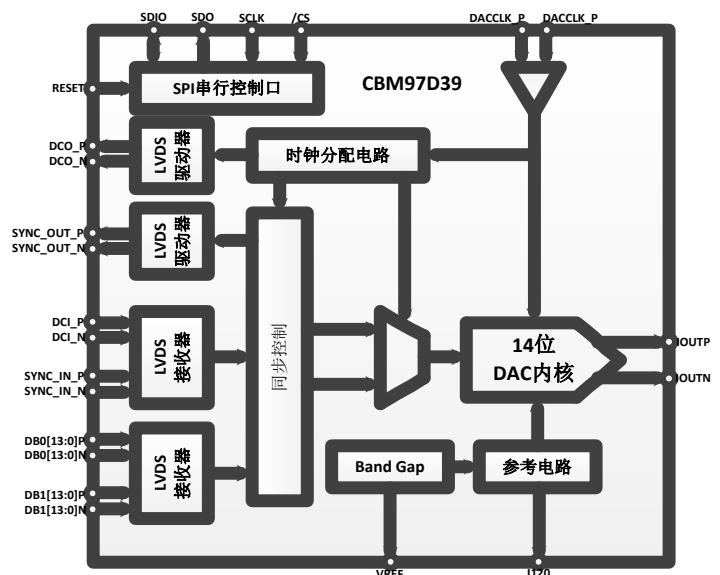 SDIO SDO SCLK /CS DACCLK_P DACCLK_P
CBM97D39
RESET
SPI串行控制口
DCO_P
DCO_N
LVDS
驱动器
时钟分配电路
SYNC_OUT_P
SYNC_OUT_N
LVDS
驱动器
同步控制
DCI_P
DCI_N
SYNC_IN_P
SYNC_IN_N
LVDS
接收器
14位
DAC内核
IOUTP
IOUTN
DB0[13:0]P
DB0[13:0]N
DB1[13:0]P
DB1[13:0]N
LVDS
接收器
Band Gap
参考电路
VREF
I120